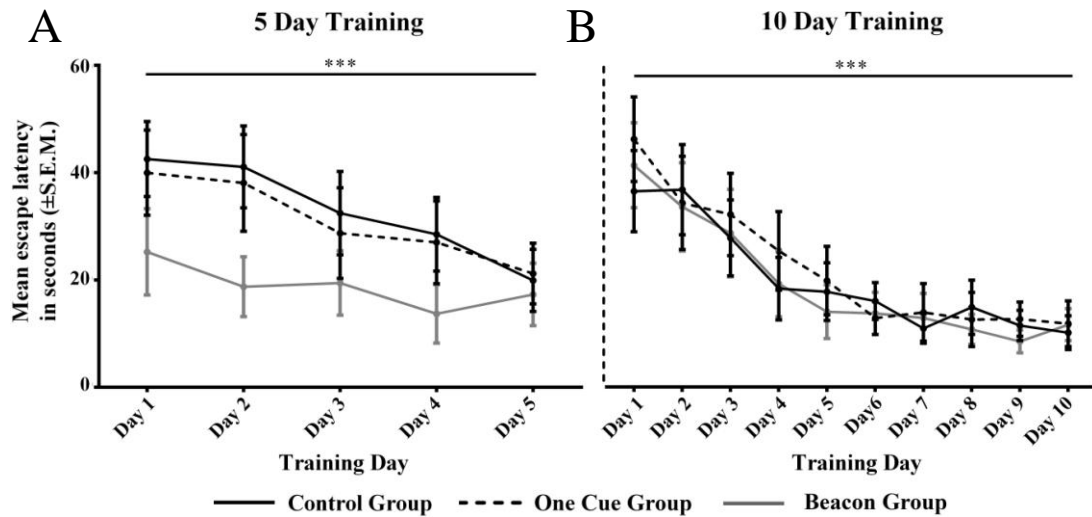 A
5 Day Training
B
10 Day Training
***
***
Mean escape latency
in seconds (±S.E.M.)
60
40
20
0
Day 1
Day 2
Day 3
Day 4
Day 5
Day 1
Day 2
Day 3
Day 4
Day 5
Day6
Day 7
Day 8
Day 9
Day 10
Training Day
Training Day
Control Group
One Cue Group
Beacon Group